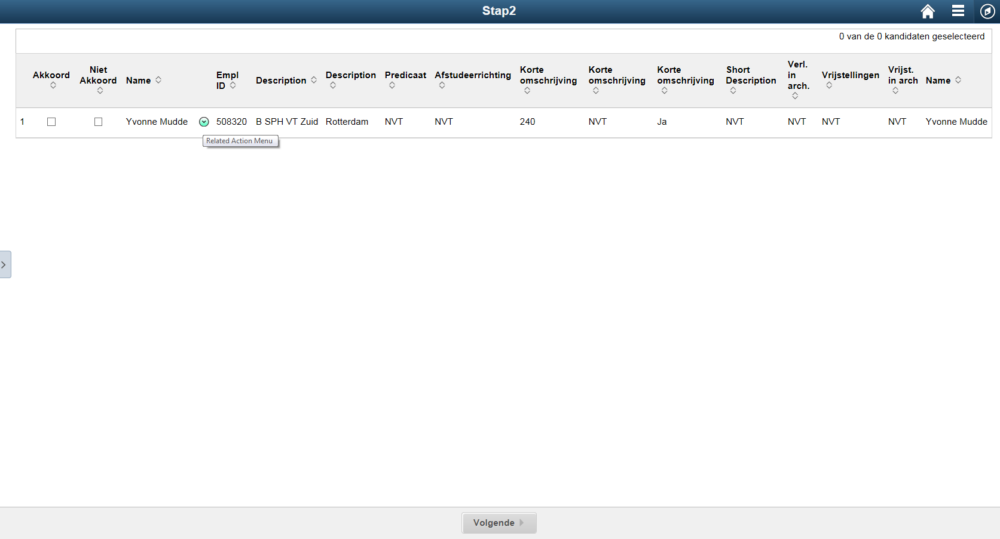 Stap2
0 van de 0 kandidaten geselecteerd
Akkoord
Niet
Akkoord
Name
Empl
ID
Description
Description
Predicaat
Afstudeerrichting
Korte
omschrijving
Korte
omschrijving
Korte
omschrijving
Short
Description
Verl.
in
arch.
Vrijstellingen
Vrijst.
in arch
Name
1 Yvonne Mudde 508320 B SPH VT Zuid Rotterdam NVT NVT 240 NVT Ja NVT NVT NVT NVT Yvonne Mudde
Related Action Menu
Volgende